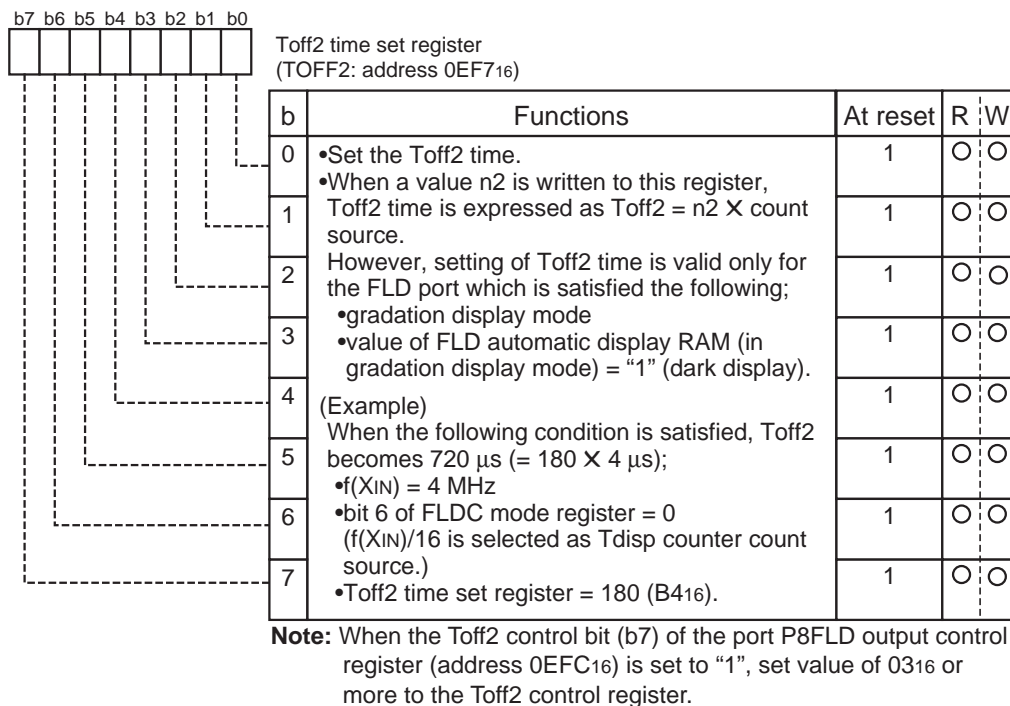 b7 b6 b5 b4 b3 b2 b1 b0
Toff2 time set register
(TOFF2: address 0EF716)
b Functions At reset R W
0 •Set the Toff2 time. 1 O O
•When a value n2 is written to this register,
1 Toff2 time is expressed as Toff2 = n2 X count 1 O O
source.
However, setting of Toff2 time is valid only for
2 the FLD port which is satisfied the following; 1 O O
•gradation display mode
3 •value of FLD automatic display RAM (in 1 O O
gradation display mode) = “1” (dark display).
4 (Example) 1 O O
When the following condition is satisfied, Toff2
5 becomes 720 µs (= 180 X 4 µs); 1 O O
•f(XIN) = 4 MHz
6 •bit 6 of FLDC mode register = 0 1 O O
(f(XIN)/16 is selected as Tdisp counter count
source.)
7 •Toff2 time set register = 180 (B416). 1 O O
Note: When the Toff2 control bit (b7) of the port P8FLD output control
register (address 0EFC16) is set to “1”, set value of 0316 or
more to the Toff2 control register.